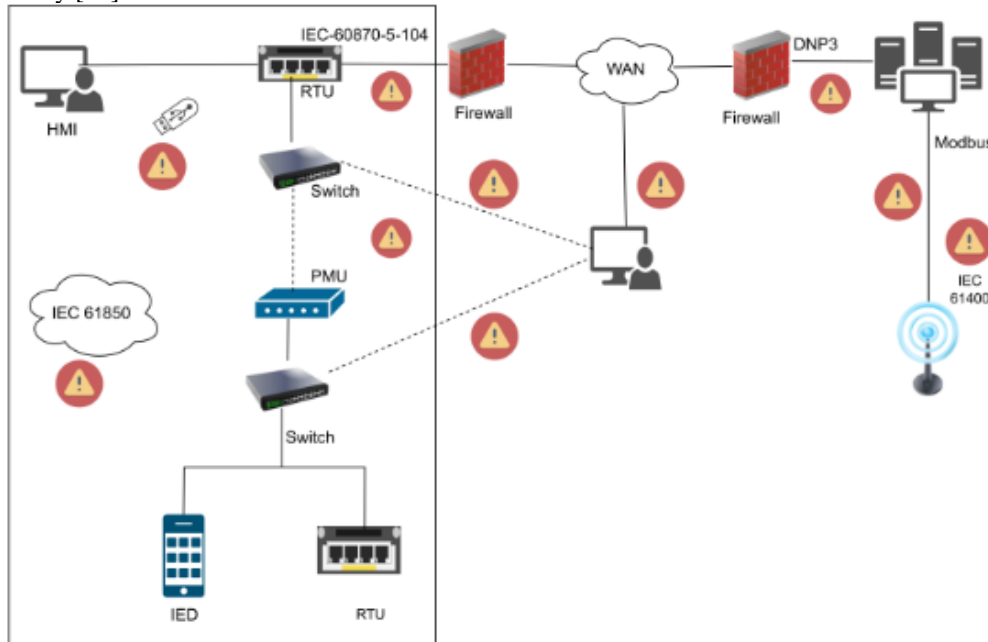 IEC-60870-5-104
DNP3
WAN
RTU
HMI
Firewall
Firewall
Modbus
Switch
PMU
IEC 61850
IEC
61400
Switch
IED
RTU